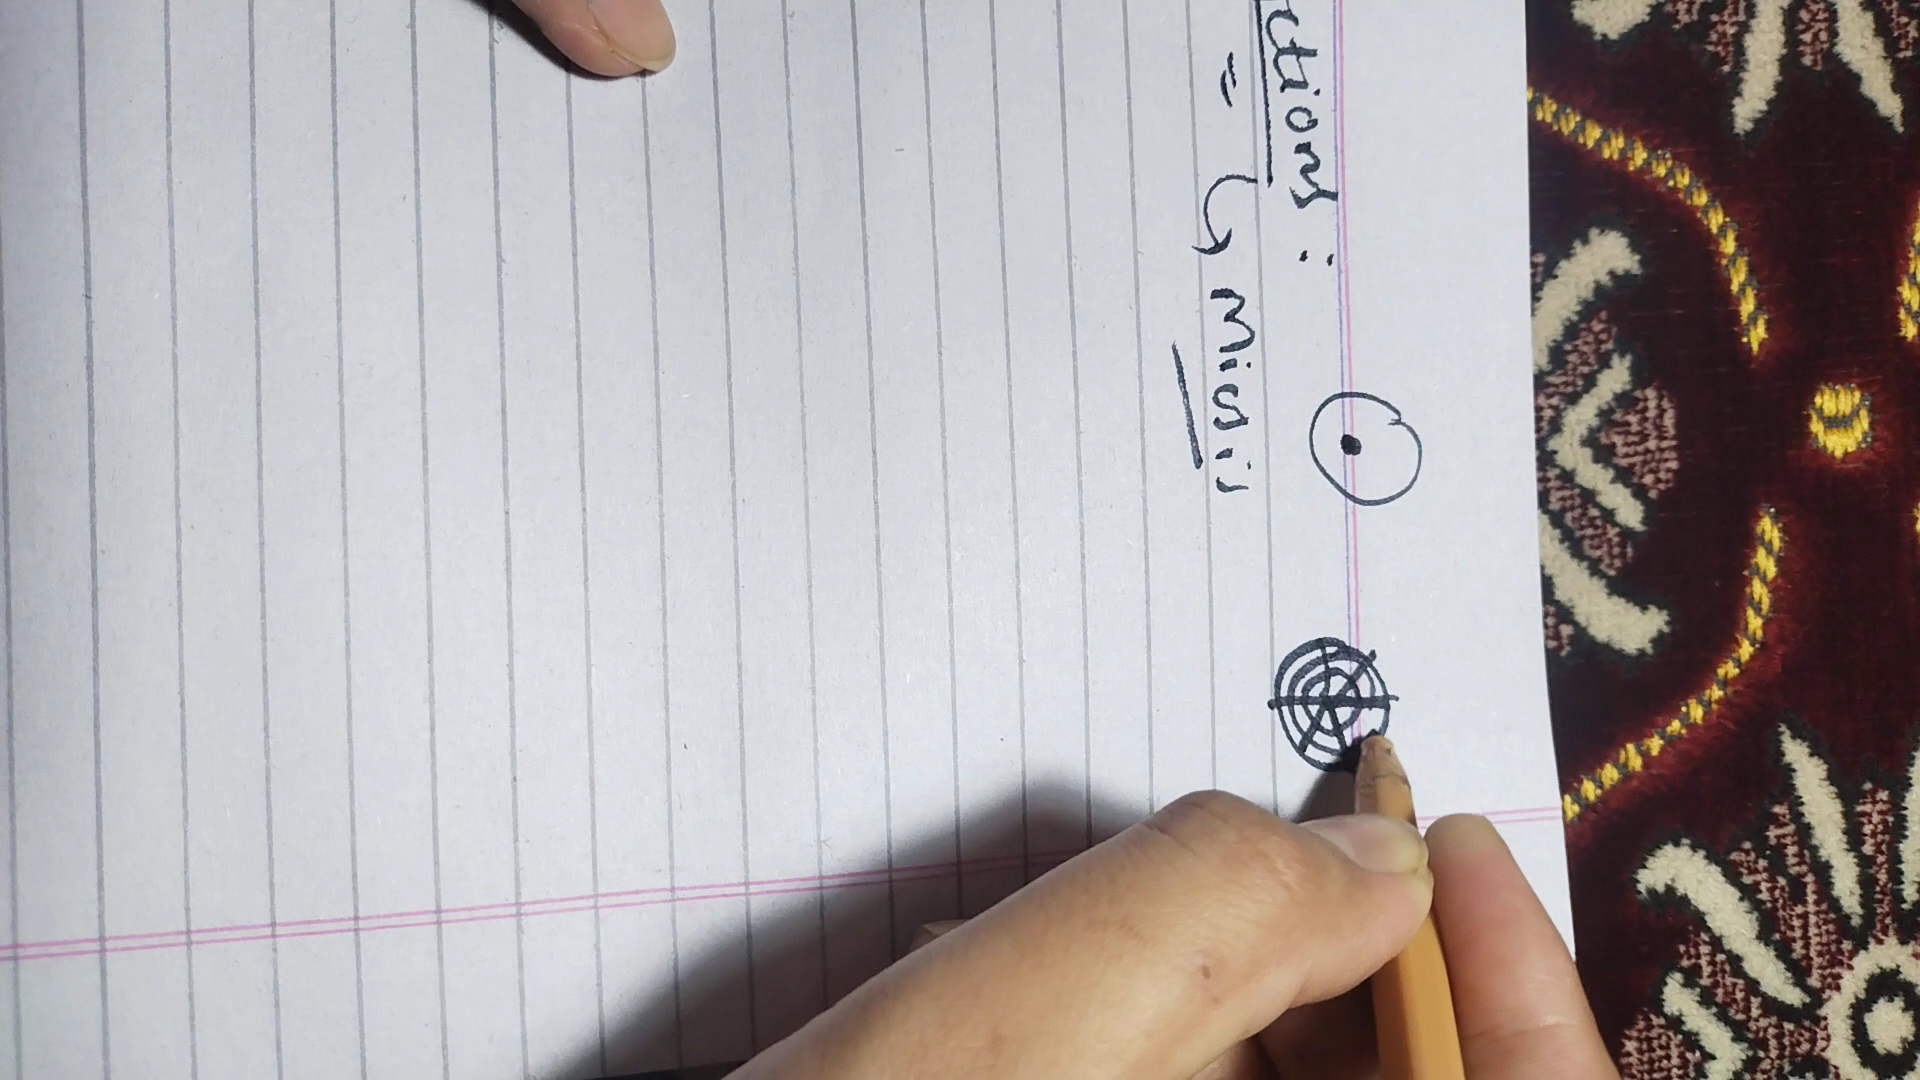 ctions :
= ↳ Misii